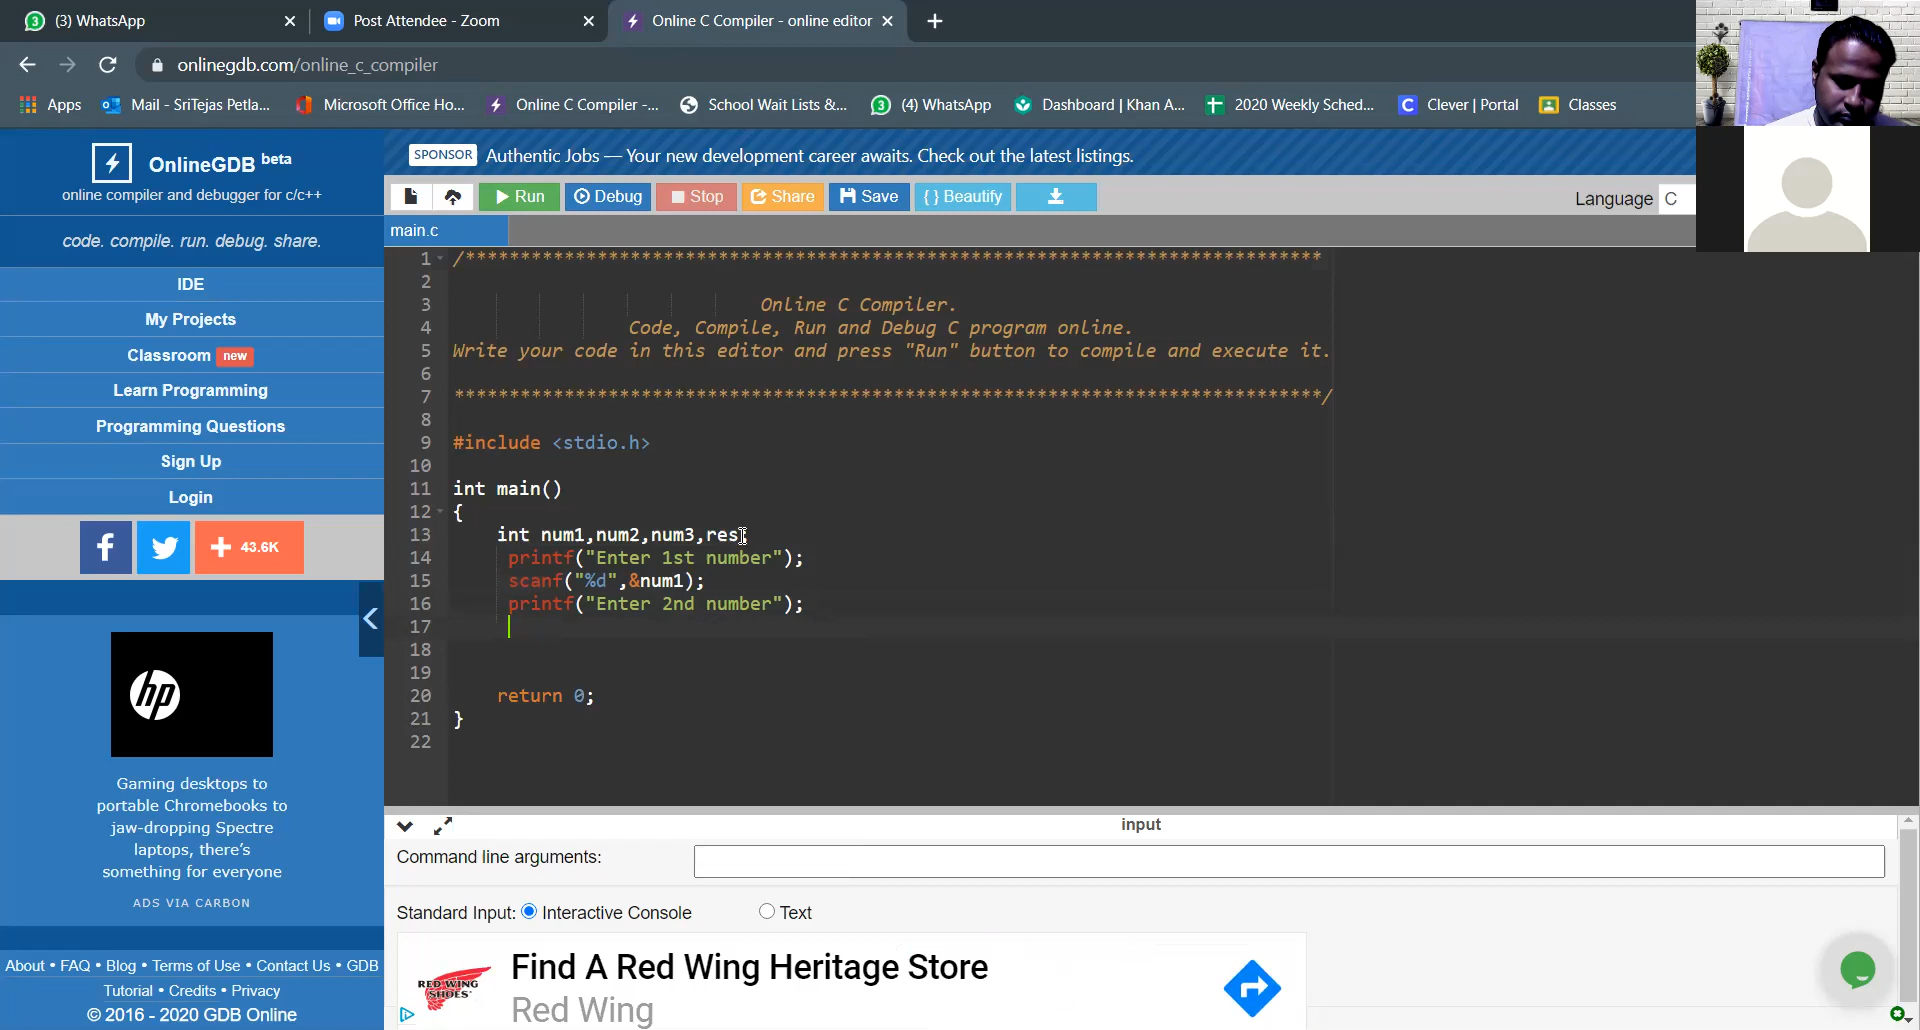 (3) WhatsApp
Post Attendee - Zoom
Online C Compiler - online editor
onlinegdb.com/online_c_compiler
Apps
Mail - SriTejas Petla...
Microsoft Office Ho...
Online C Compiler -...
School Wait Lists &...
(4) WhatsApp
Dashboard | Khan A...
2020 Weekly Sched...
Clever | Portal
Classes
OnlineGDB beta
online compiler and debugger for c/c++
code. compile. run. debug. share.
IDE
My Projects
Classroom new
Learn Programming
Programming Questions
Sign Up
Login
43.6K
hp
Gaming desktops to
portable Chromebooks to
jaw-dropping Spectre
laptops, there's
something for everyone
ADS VIA CARBON
About • FAQ • Blog • Terms of Use • Contact Us • GDB
Tutorial • Credits • Privacy
© 2016 - 2020 GDB Online
SPONSOR Authentic Jobs — Your new development career awaits. Check out the latest listings.
Run Debug Stop Share Save { } Beautify
Language C
main.c
1 /******************************************************************************
2
3 Online C Compiler.
4 Code, Compile, Run and Debug C program online.
5 Write your code in this editor and press "Run" button to compile and execute it.
6
7 *******************************************************************************/
8
9 #include <stdio.h>
10
11 int main()
12 {
13 int num1,num2,num3,res;
14 printf("Enter 1st number");
15 scanf("%d",&num1);
16 printf("Enter 2nd number");
17
18
19
20 return 0;
21 }
22
input
Command line arguments:
Standard Input: Interactive Console Text
RED WING
SHOES
Find A Red Wing Heritage Store
Red Wing